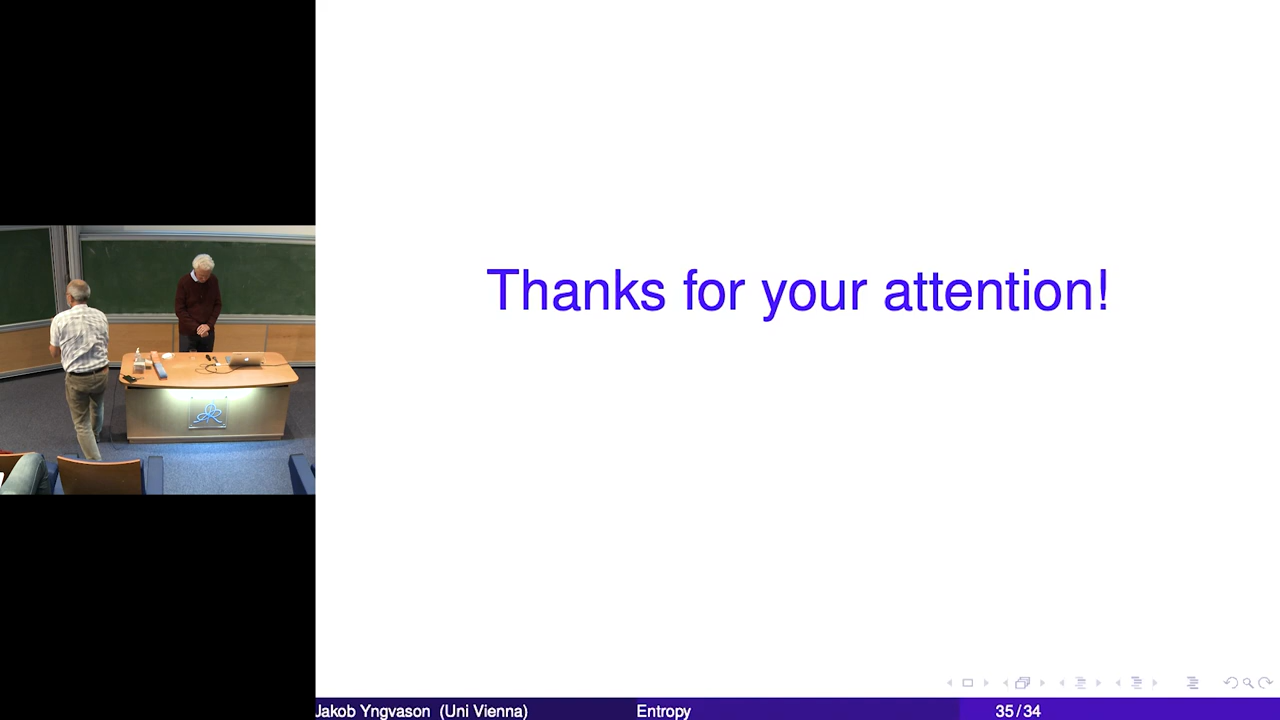 Thanks for your attention!
Jakob Yngvason (Uni Vienna) Entropy 35 / 34